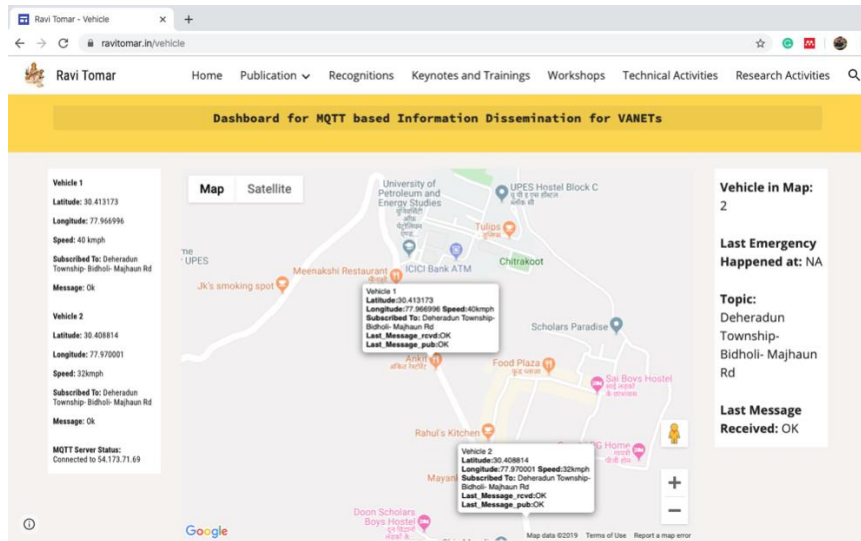 Ravi Tomar - Vehicle
ravitomar.in/vehicle
Ravi Tomar
Home
Publication
Recognitions
Keynotes and Trainings
Workshops
Technical Activities
Research Activities
Dashboard for MQTT based Information Dissemination for VANETs
Vehicle 1
Latitude: 30.413173
Longitude: 77.966996
Speed: 40 kmph
Subscribed To: Deheradun
Township- Bidholi- Majhaun Rd
Message: Ok
Vehicle 2
Latitude: 30.408814
Longitude: 77.970001
Speed: 32kmph
Subscribed To: Deheradun
Township- Bidholi- Majhaun Rd
Message: Ok
MQTT Server Status:
Connected to 54.173.71.69
Map
Satellite
University of
Petroleum and
Energy Studies
UPES Hostel Block C
Tulips
ICICI Bank ATM
Chitrakoot
UPES
Meenakshi Restaurant
Jk's smoking spot
Vehicle 1
Latitude:30.413173
Longitude:77.966996 Speed:40kmph
Subscribed To: Deheradun Township-
Bidholi- Majhaun Rd
Last_Message_rcvd:OK
Last_Message_pub:OK
Scholars Paradise
Ankit
Food Plaza
फूड प्लाज़ा
Sai Boys Hostel
Rahul's Kitchen
Vehicle 2
Latitude:30.408814
Longitude:77.970001 Speed:32kmph
Subscribed To: Deheradun Township-
Bidholi- Majhaun Rd
Last_Message_rcvd:OK
Last_Message_pub:OK
Doon Scholars
Boys Hostel
Google
Map data ©2019
Terms of Use
Report a map error
Vehicle in Map:
2
Last Emergency
Happened at: NA
Topic:
Deheradun
Township-
Bidholi- Majhaun
Rd
Last Message
Received: OK